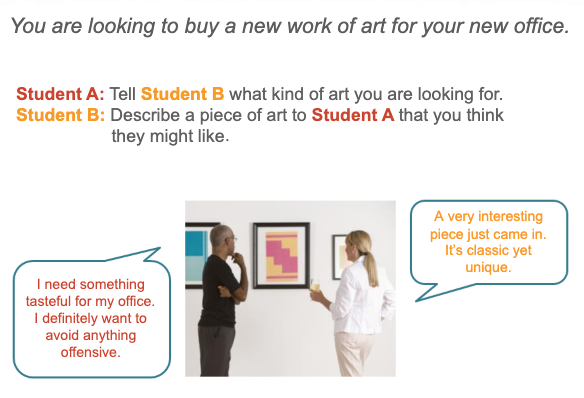 You are looking to buy a new work of art for your new office.
Student A: Tell Student B what kind of art you are looking for.
Student B: Describe a piece of art to Student A that you think
they might like.
A very interesting
piece just came in.
It's classic yet
unique.
I need something
tasteful for my office.
I definitely want to
avoid anything
offensive.